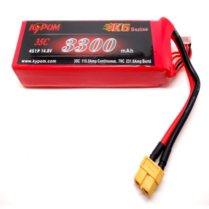 KyPOM
KG Series
35C 3300 mAh
4S1P 14.8V
35C 115.5Amp Continuous, 70C 231.0Amp Burst
www.kypom.com